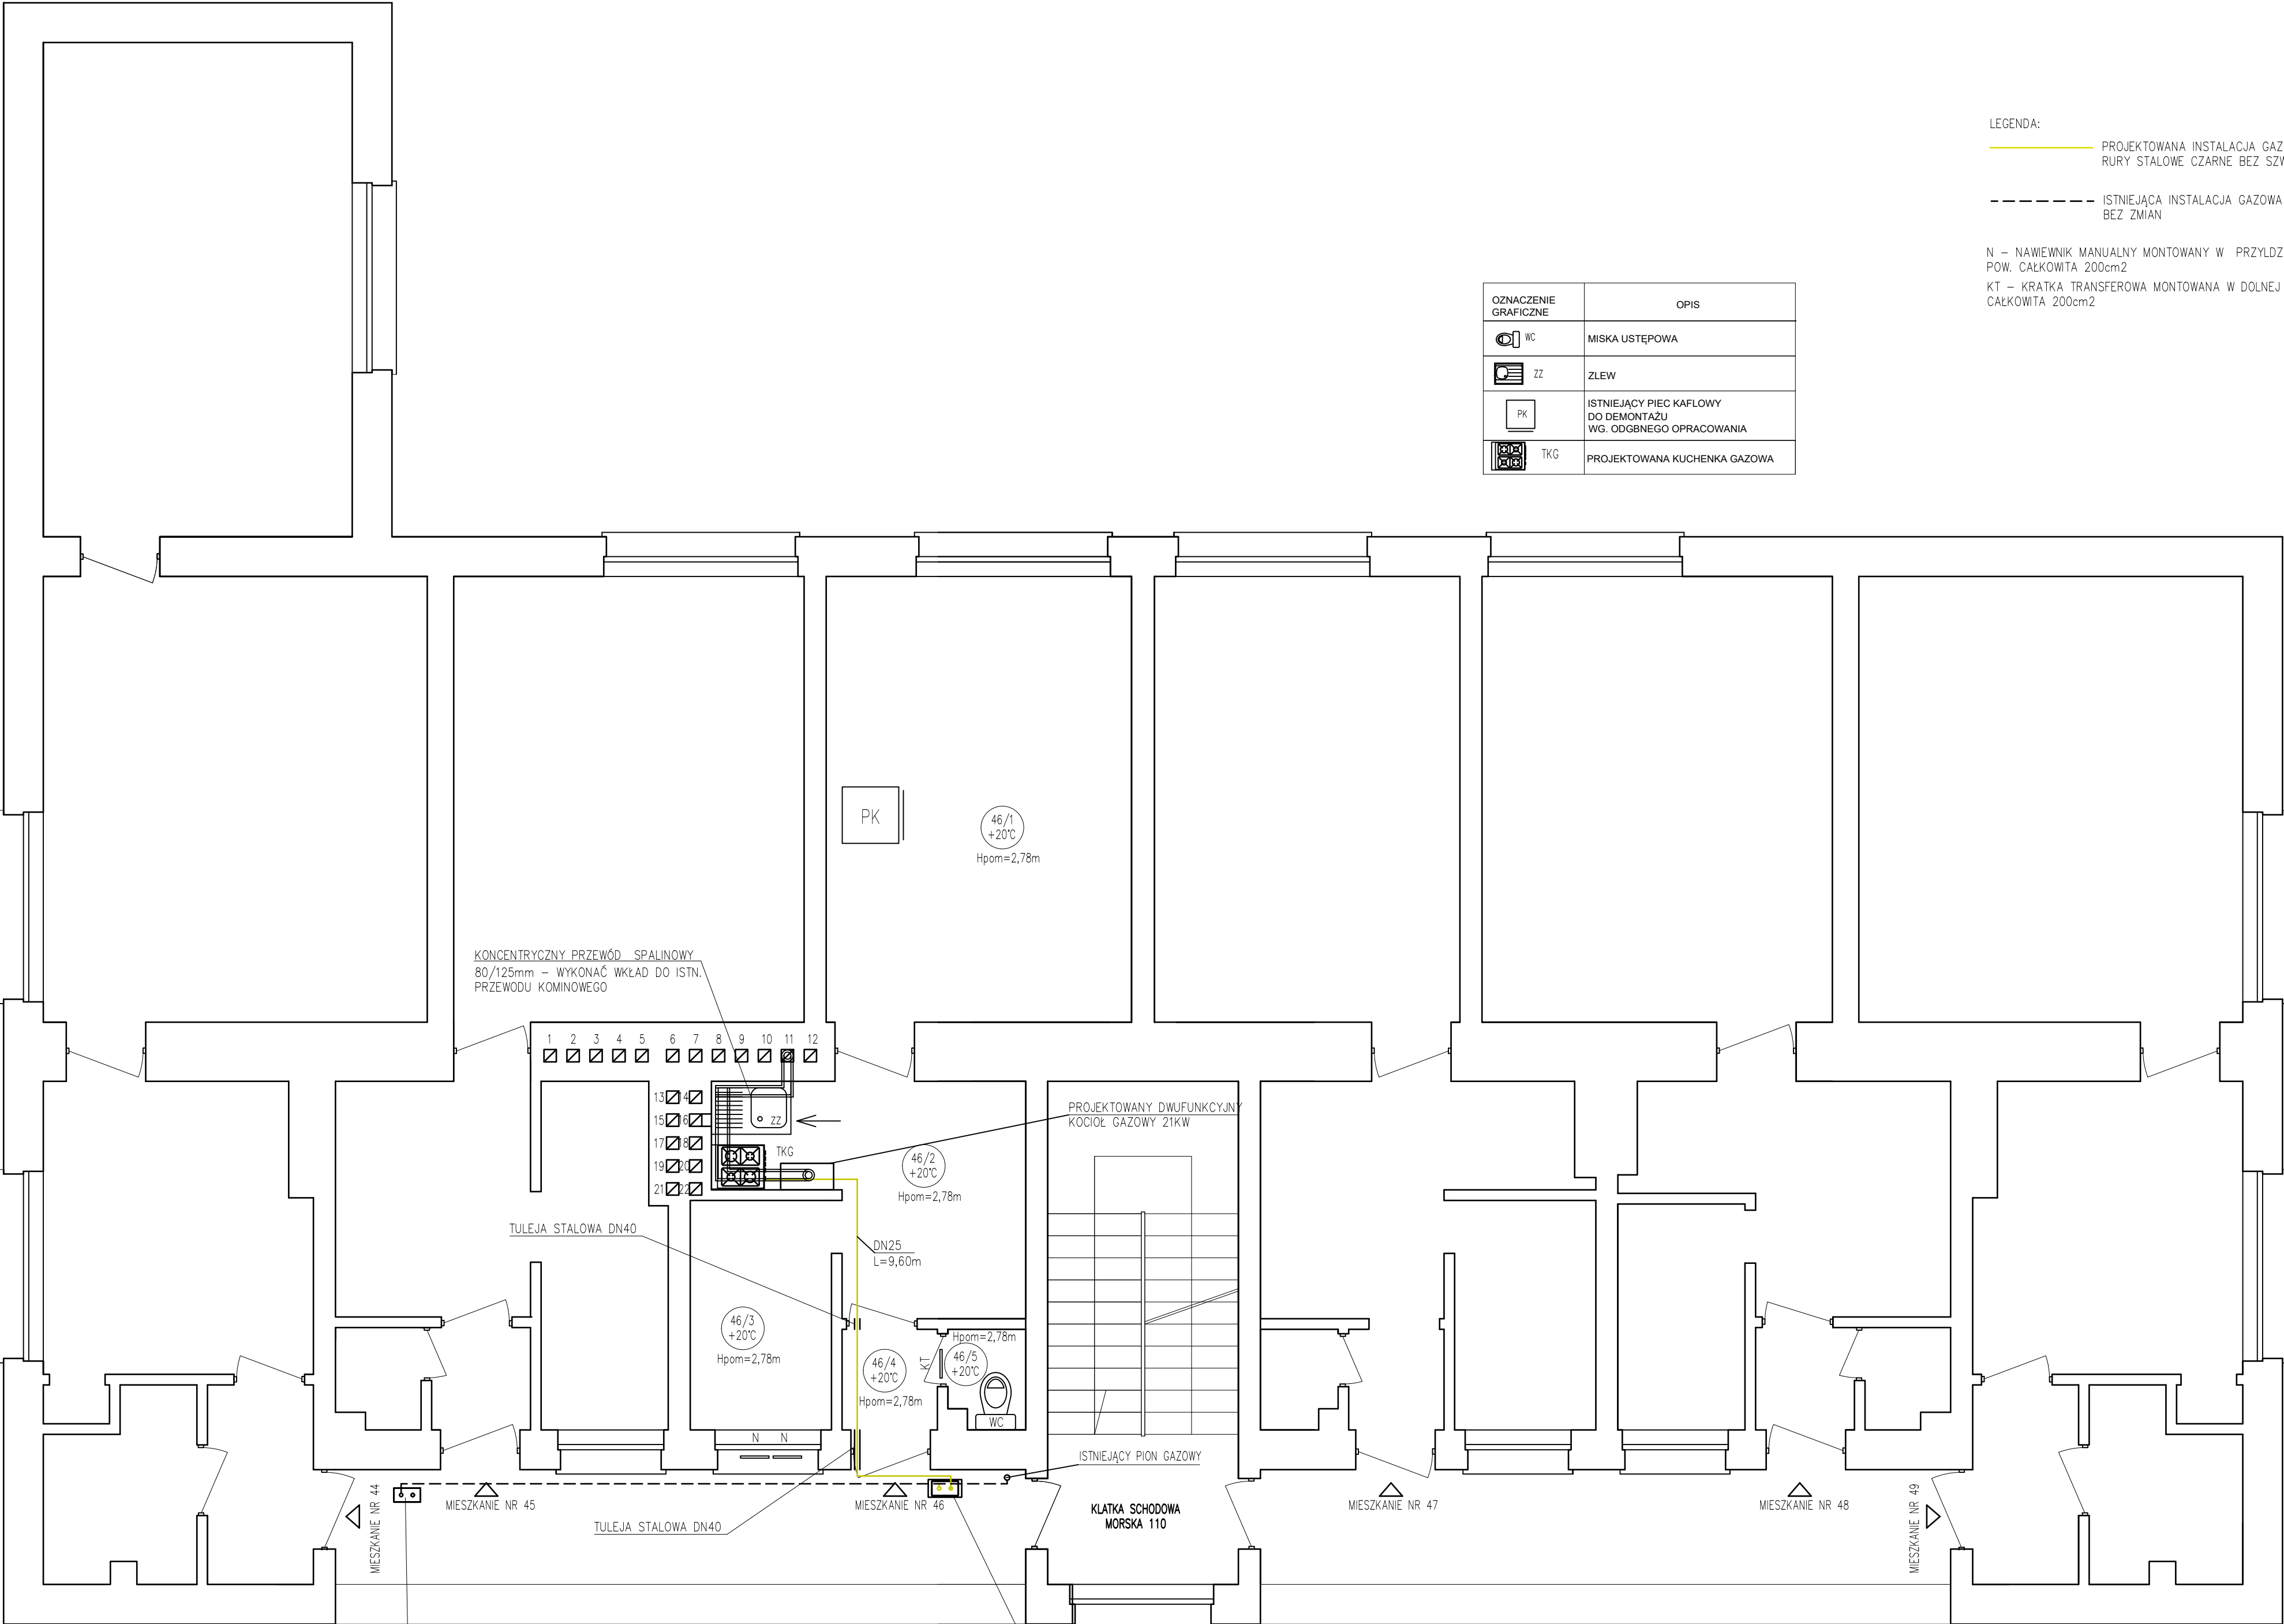 LEGENDA:
PROJEKTOWANA INSTALACJA GAZ
RURY STALOWE CZARNE BEZ SZW
ISTNIEJĄCA INSTALACJA GAZOWA
BEZ ZMIAN
N – NAWIEWNIK MANUALNY MONTOWANY W PRZYLDZ
POW. CAŁKOWITA 200cm2
KT – KRATKA TRANSFEROWA MONTOWANA W DOLNEJ
CAŁKOWITA 200cm2
OZNACZENIE
GRAFICZNE
OPIS
WC
MISKA USTĘPOWA
ZZ
ZLEW
PK
ISTNIEJĄCY PIEC KAFLOWY
DO DEMONTAŻU
WG. ODGBNEGO OPRACOWANIA
TKG
PROJEKTOWANA KUCHENKA GAZOWA
PK
46/1
+20°C
Hpom=2,78m
KONCENTRYCZNY PRZEWÓD SPALINOWY
80/125mm – WYKONAĆ WKŁAD DO ISTN.
PRZEWODU KOMINOWEGO
1 2 3 4 5 6 7 8 9 10 11 12
13 14
15 16
17 18
19 20
21 22
ZZ
TKG
PROJEKTOWANY DWUFUNKCYJNY
KOCIOŁ GAZOWY 21KW
46/2
+20°C
Hpom=2,78m
TULEJA STALOWA DN40
DN25
L=9,60m
46/3
+20°C
Hpom=2,78m
46/4
+20°C
Hpom=2,78m
KT
Hpom=2,78m
46/5
+20°C
WC
N N
ISTNIEJĄCY PION GAZOWY
MIESZKANIE NR 44
MIESZKANIE NR 45
MIESZKANIE NR 46
TULEJA STALOWA DN40
KLATKA SCHODOWA
MORSKA 110
MIESZKANIE NR 47
MIESZKANIE NR 48
MIESZKANIE NR 49